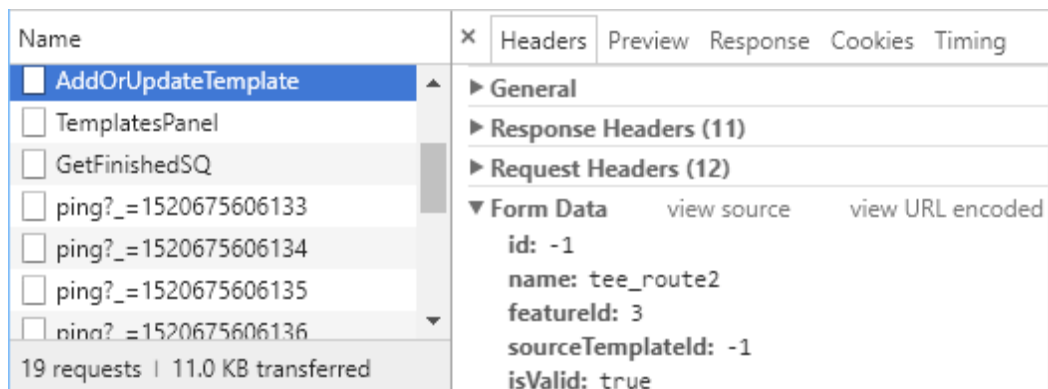 Name
AddOrUpdateTemplate
TemplatesPanel
GetFinishedSQ
ping?_=1520675606133
ping?_=1520675606134
ping?_=1520675606135
ping?_=1520675606136
19 requests | 11.0 KB transferred
× Headers Preview Response Cookies Timing
▶ General
▶ Response Headers (11)
▶ Request Headers (12)
▼ Form Data view source view URL encoded
id: -1
name: tee_route2
featureId: 3
sourceTemplateId: -1
isValid: true